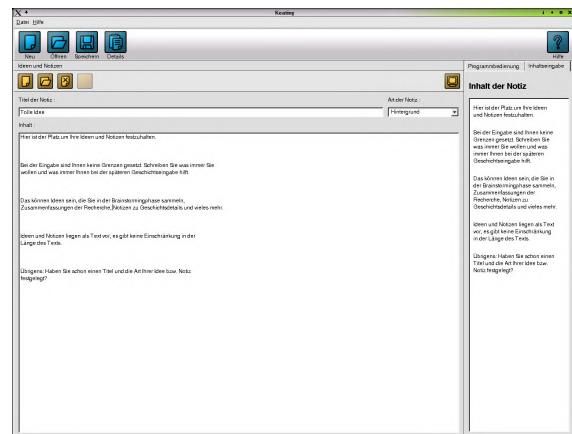 Keating
Datei Hilfe
Neu Öffnen Speichern Details Hilfe
Ideen und Notizen
Programmbedienung Inhaltseingabe
Titel der Notiz : Art der Notiz :
Tolle Idee Hintergrund
Inhalt :
Hier ist der Platz um Ihre Ideen und Notizen festzuhalten.
Bei der Eingabe sind Ihnen keine Grenzen gesetzt. Schreiben Sie was immer Sie
wollen und was immer Ihnen bei der späteren Geschichtseingabe hilft.
Das können Ideen sein, die Sie in der Brainstormingphase sammeln,
Zusammenfassungen der Recherche, Notizen zu Geschichtsdetails und vieles mehr.
Ideen und Notizen liegen als Text vor, es gibt keine Einschränkung in der
Länge des Texts.
Übrigens: Haben Sie schon einen Titel und die Art Ihrer Idee bzw. Notiz
festgelegt?
Inhalt der Notiz
Hier ist der Platz um Ihre Ideen
und Notizen festzuhalten.
Bei der Eingabe sind Ihnen keine
Grenzen gesetzt. Schreiben Sie
was immer Sie wollen und was
immer Ihnen bei der späteren
Geschichtseingabe hilft.
Das können Ideen sein, die Sie in
der Brainstormingphase sammeln,
Zusammenfassungen der
Recherche, Notizen zu
Geschichtsdetails und vieles mehr.
Ideen und Notizen liegen als Text
vor, es gibt keine Einschränkung
in der Länge des Texts.
Übrigens: Haben Sie schon einen
Titel und die Art Ihrer Idee bzw.
Notiz festgelegt?